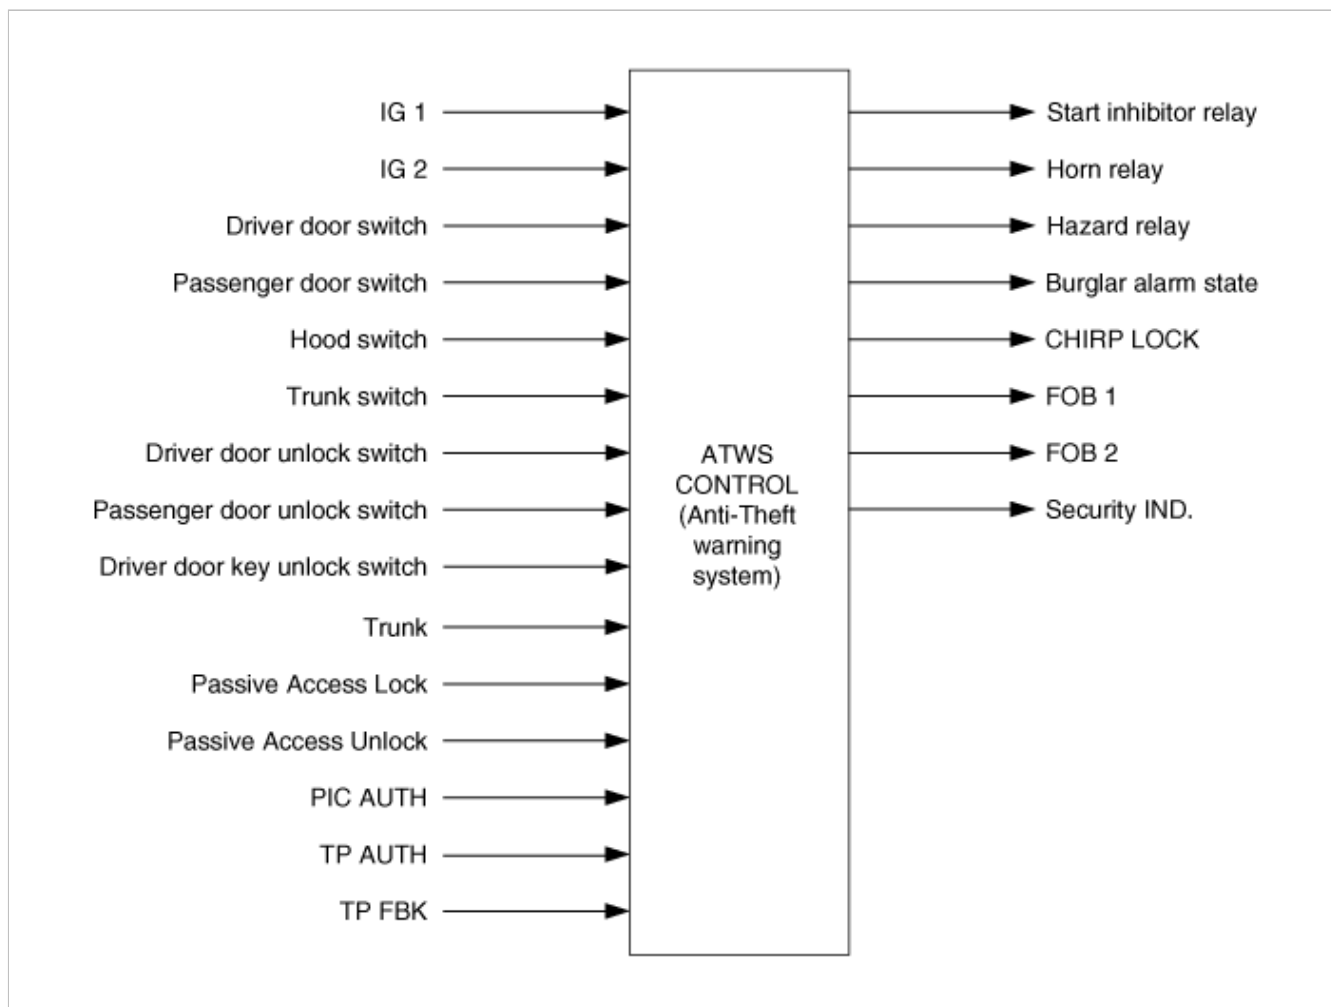 IG 1
IG 2
Driver door switch
Passenger door switch
Hood switch
Trunk switch
Driver door unlock switch
Passenger door unlock switch
Driver door key unlock switch
Trunk
Passive Access Lock
Passive Access Unlock
PIC AUTH
TP AUTH
TP FBK
ATWS
CONTROL
(Anti-Theft
warning
system)
Start inhibitor relay
Horn relay
Hazard relay
Burglar alarm state
CHIRP LOCK
FOB 1
FOB 2
Security IND.